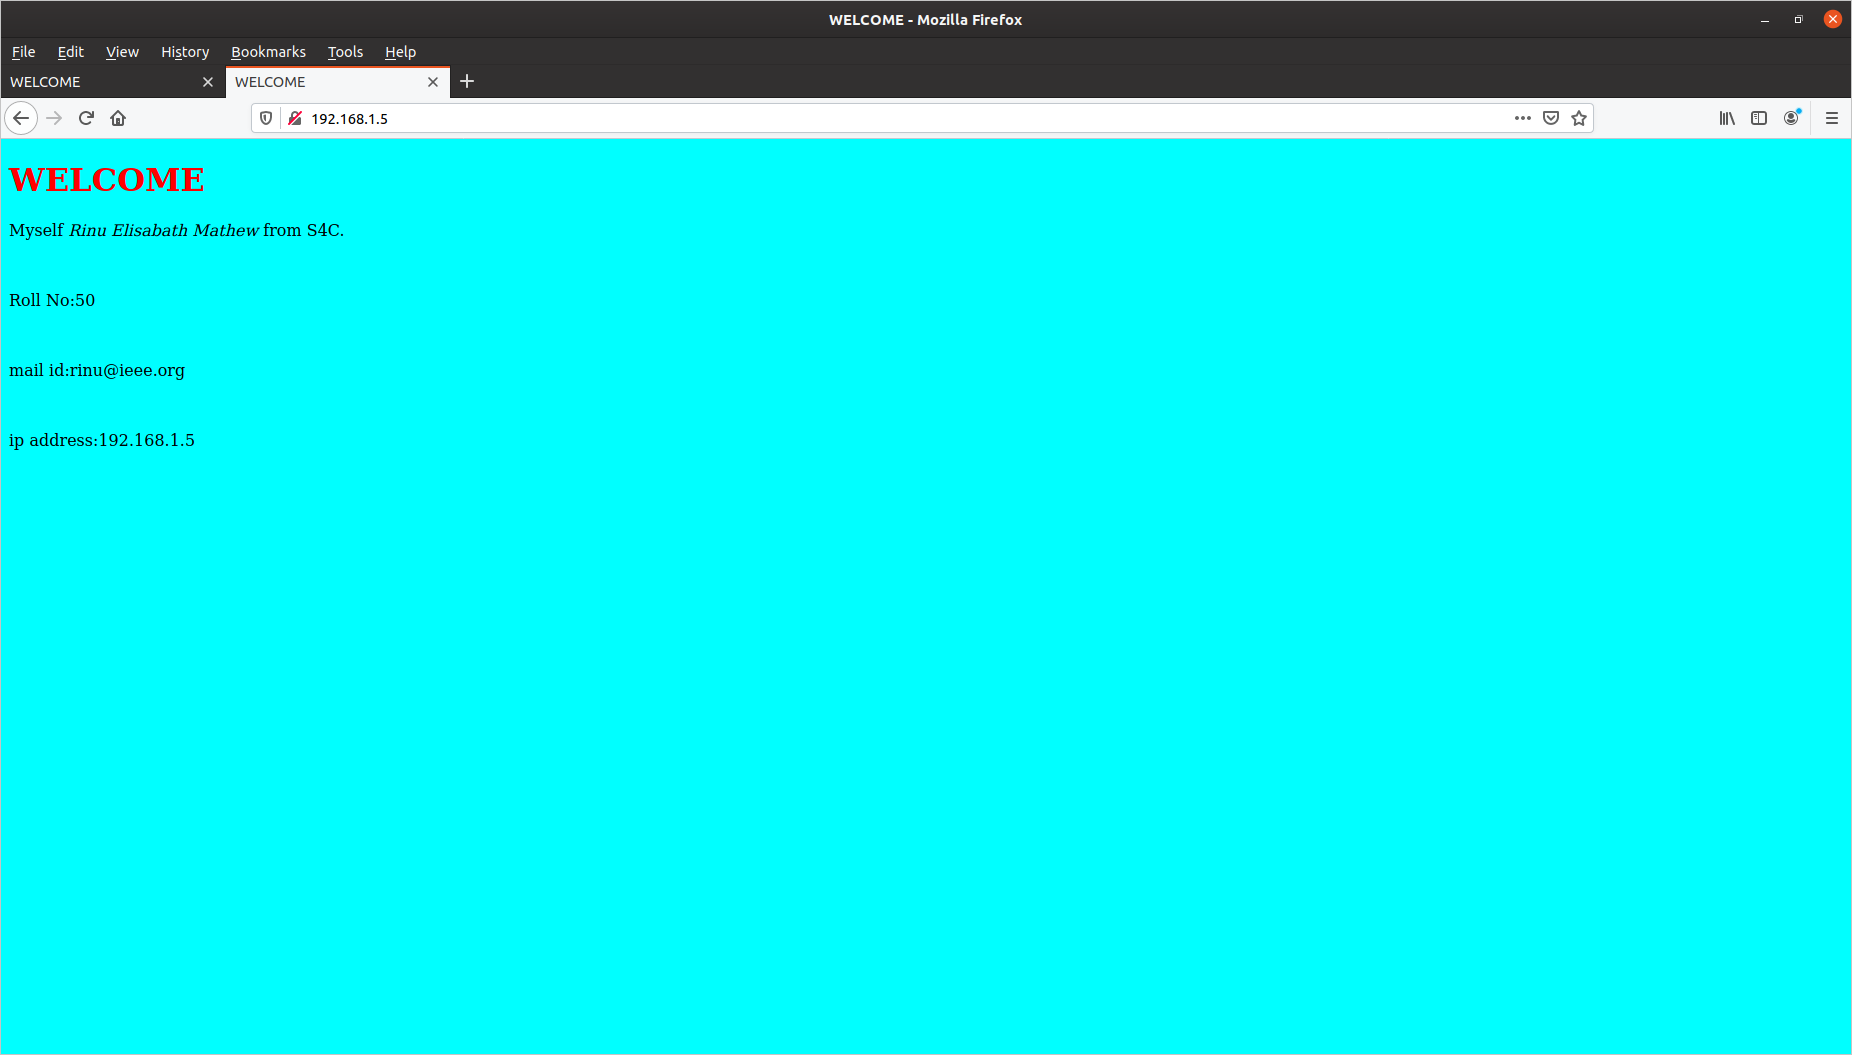 WELCOME - Mozilla Firefox
File Edit View History Bookmarks Tools Help
WELCOME WELCOME
192.168.1.5
WELCOME
Myself Rinu Elisabath Mathew from S4C.
Roll No:50
mail id:rinu@ieee.org
ip address:192.168.1.5